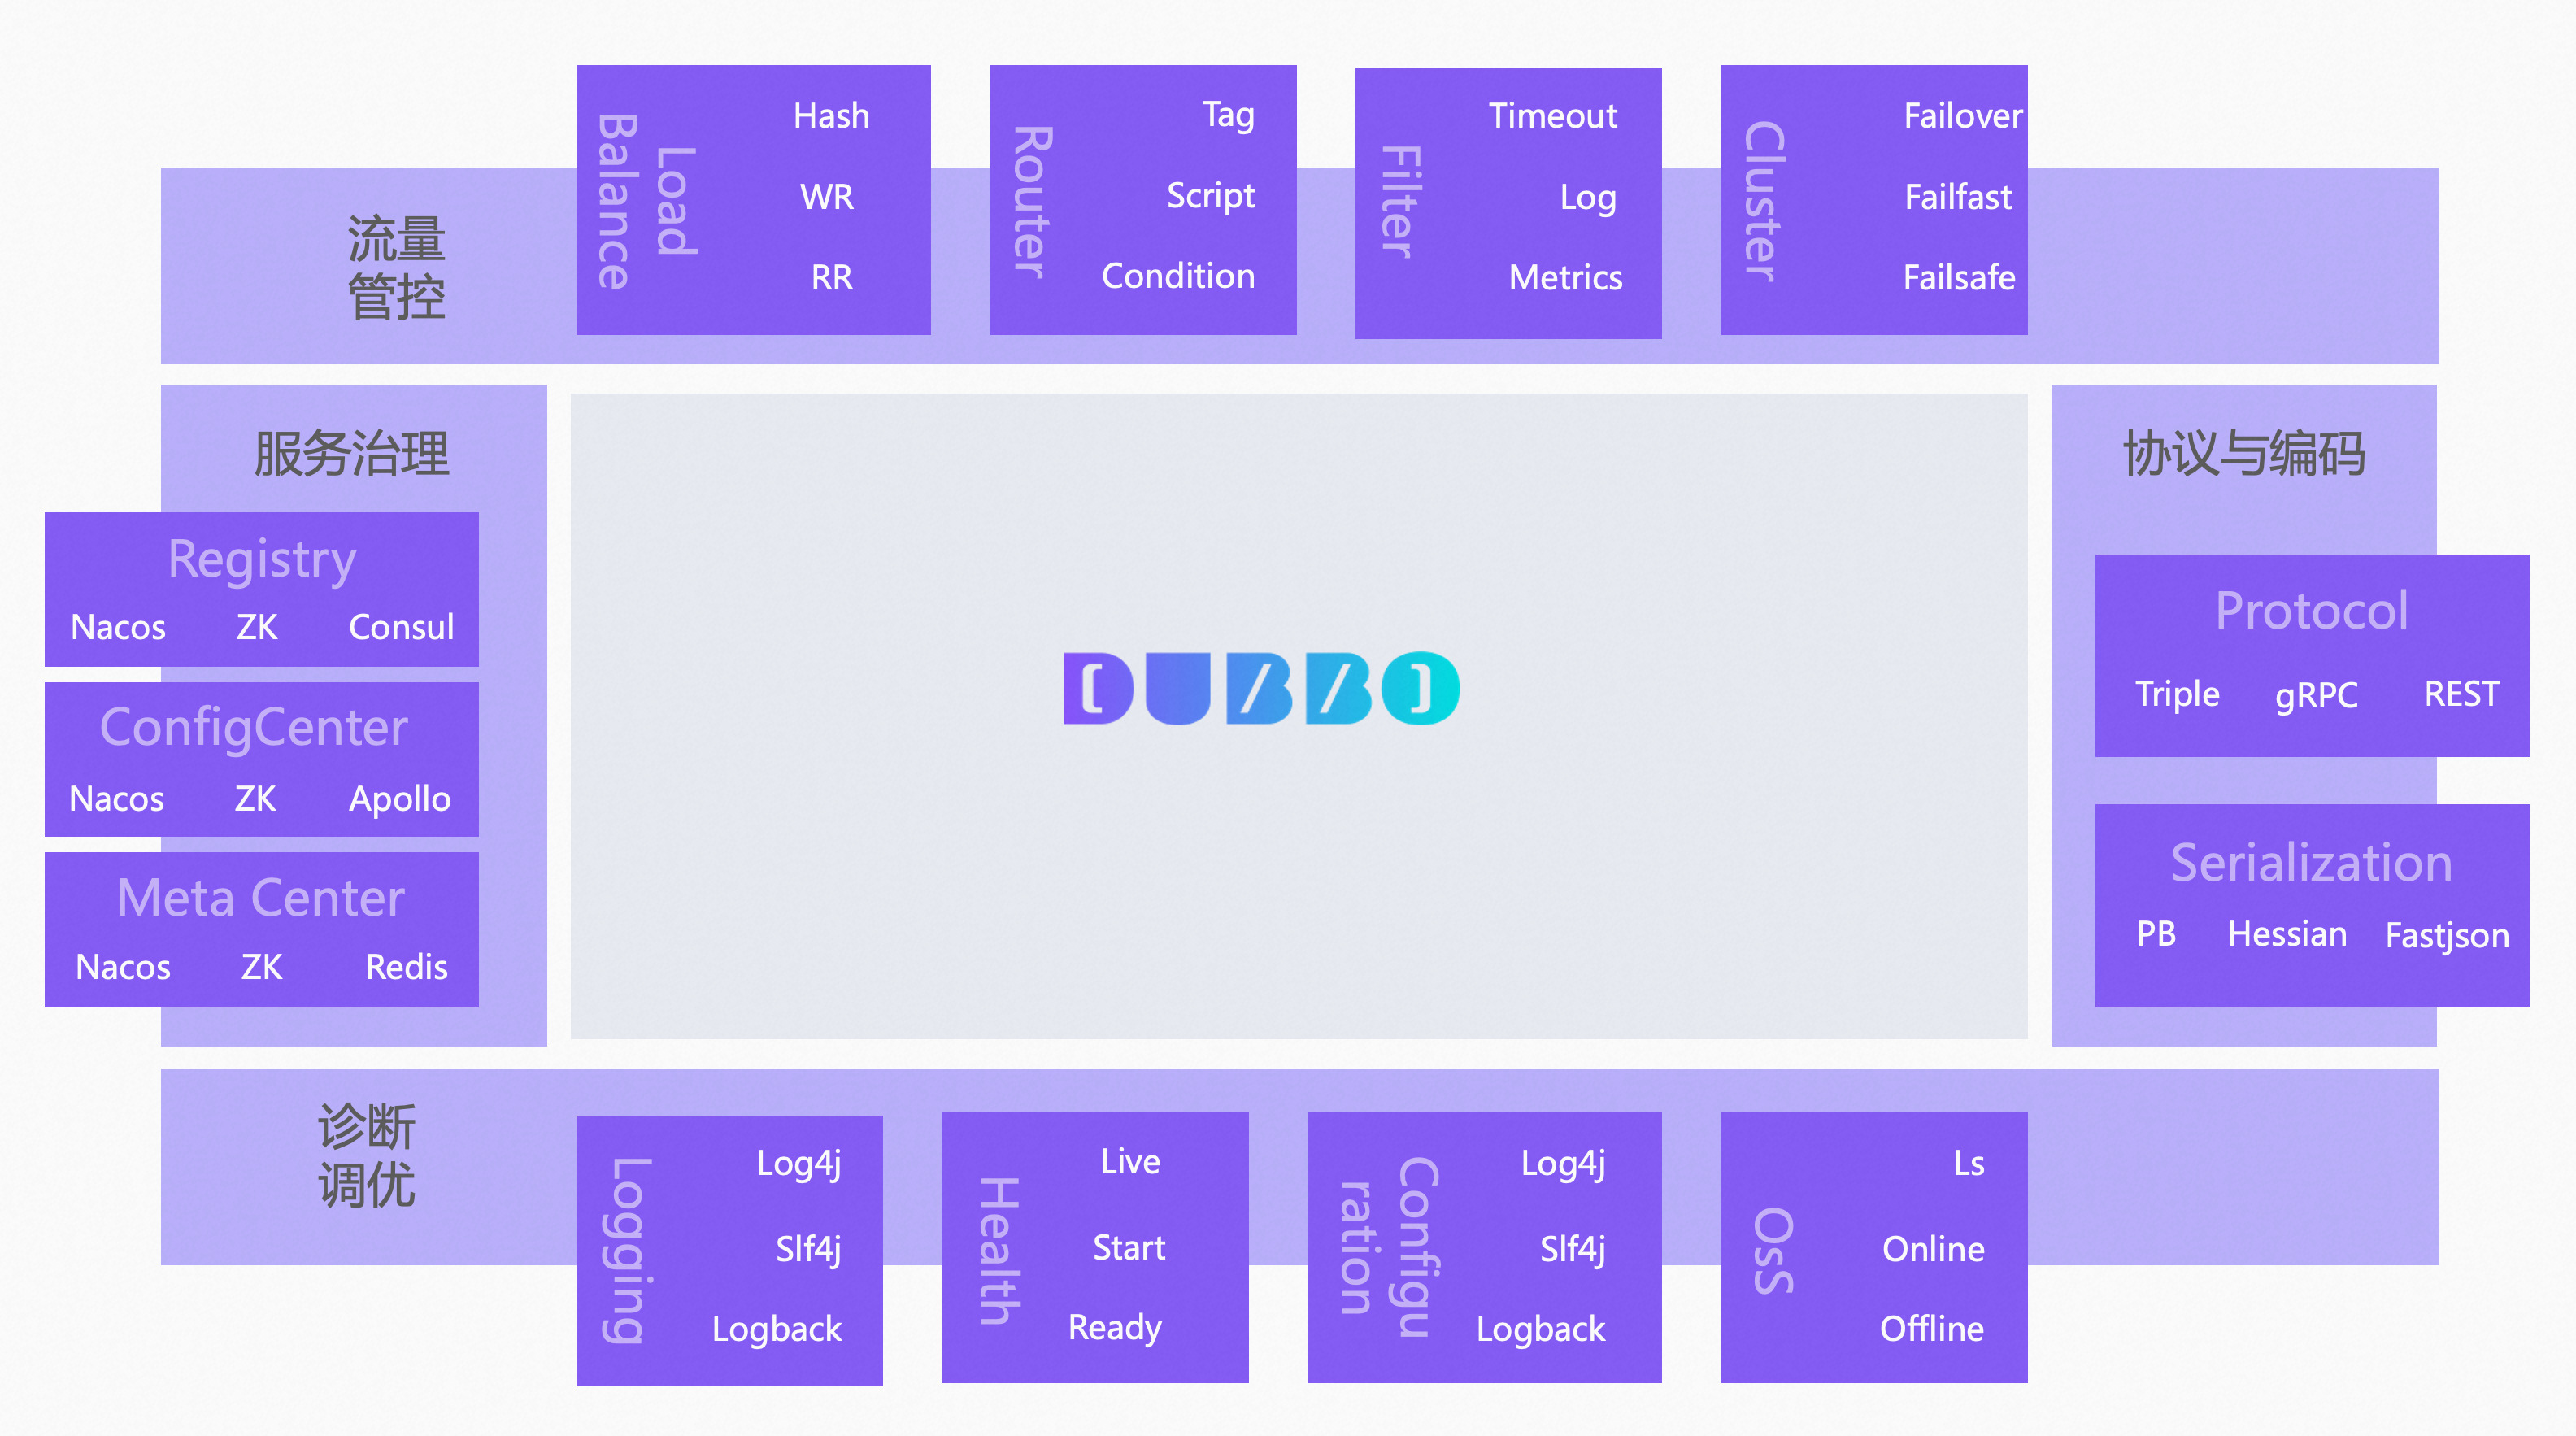 流量
管控
Load
Balance
Hash
WR
RR
Router
Tag
Script
Condition
Filter
Timeout
Log
Metrics
Cluster
Failover
Failfast
Failsafe
服务治理
Registry
Nacos ZK Consul
ConfigCenter
Nacos ZK Apollo
Meta Center
Nacos ZK Redis
DUBBO
协议与编码
Protocol
Triple gRPC REST
Serialization
PB Hessian Fastjson
诊断
调优
Logging
Log4j
Slf4j
Logback
Health
Live
Start
Ready
Configu
ration
Log4j
Slf4j
Logback
OsS
Ls
Online
Offline